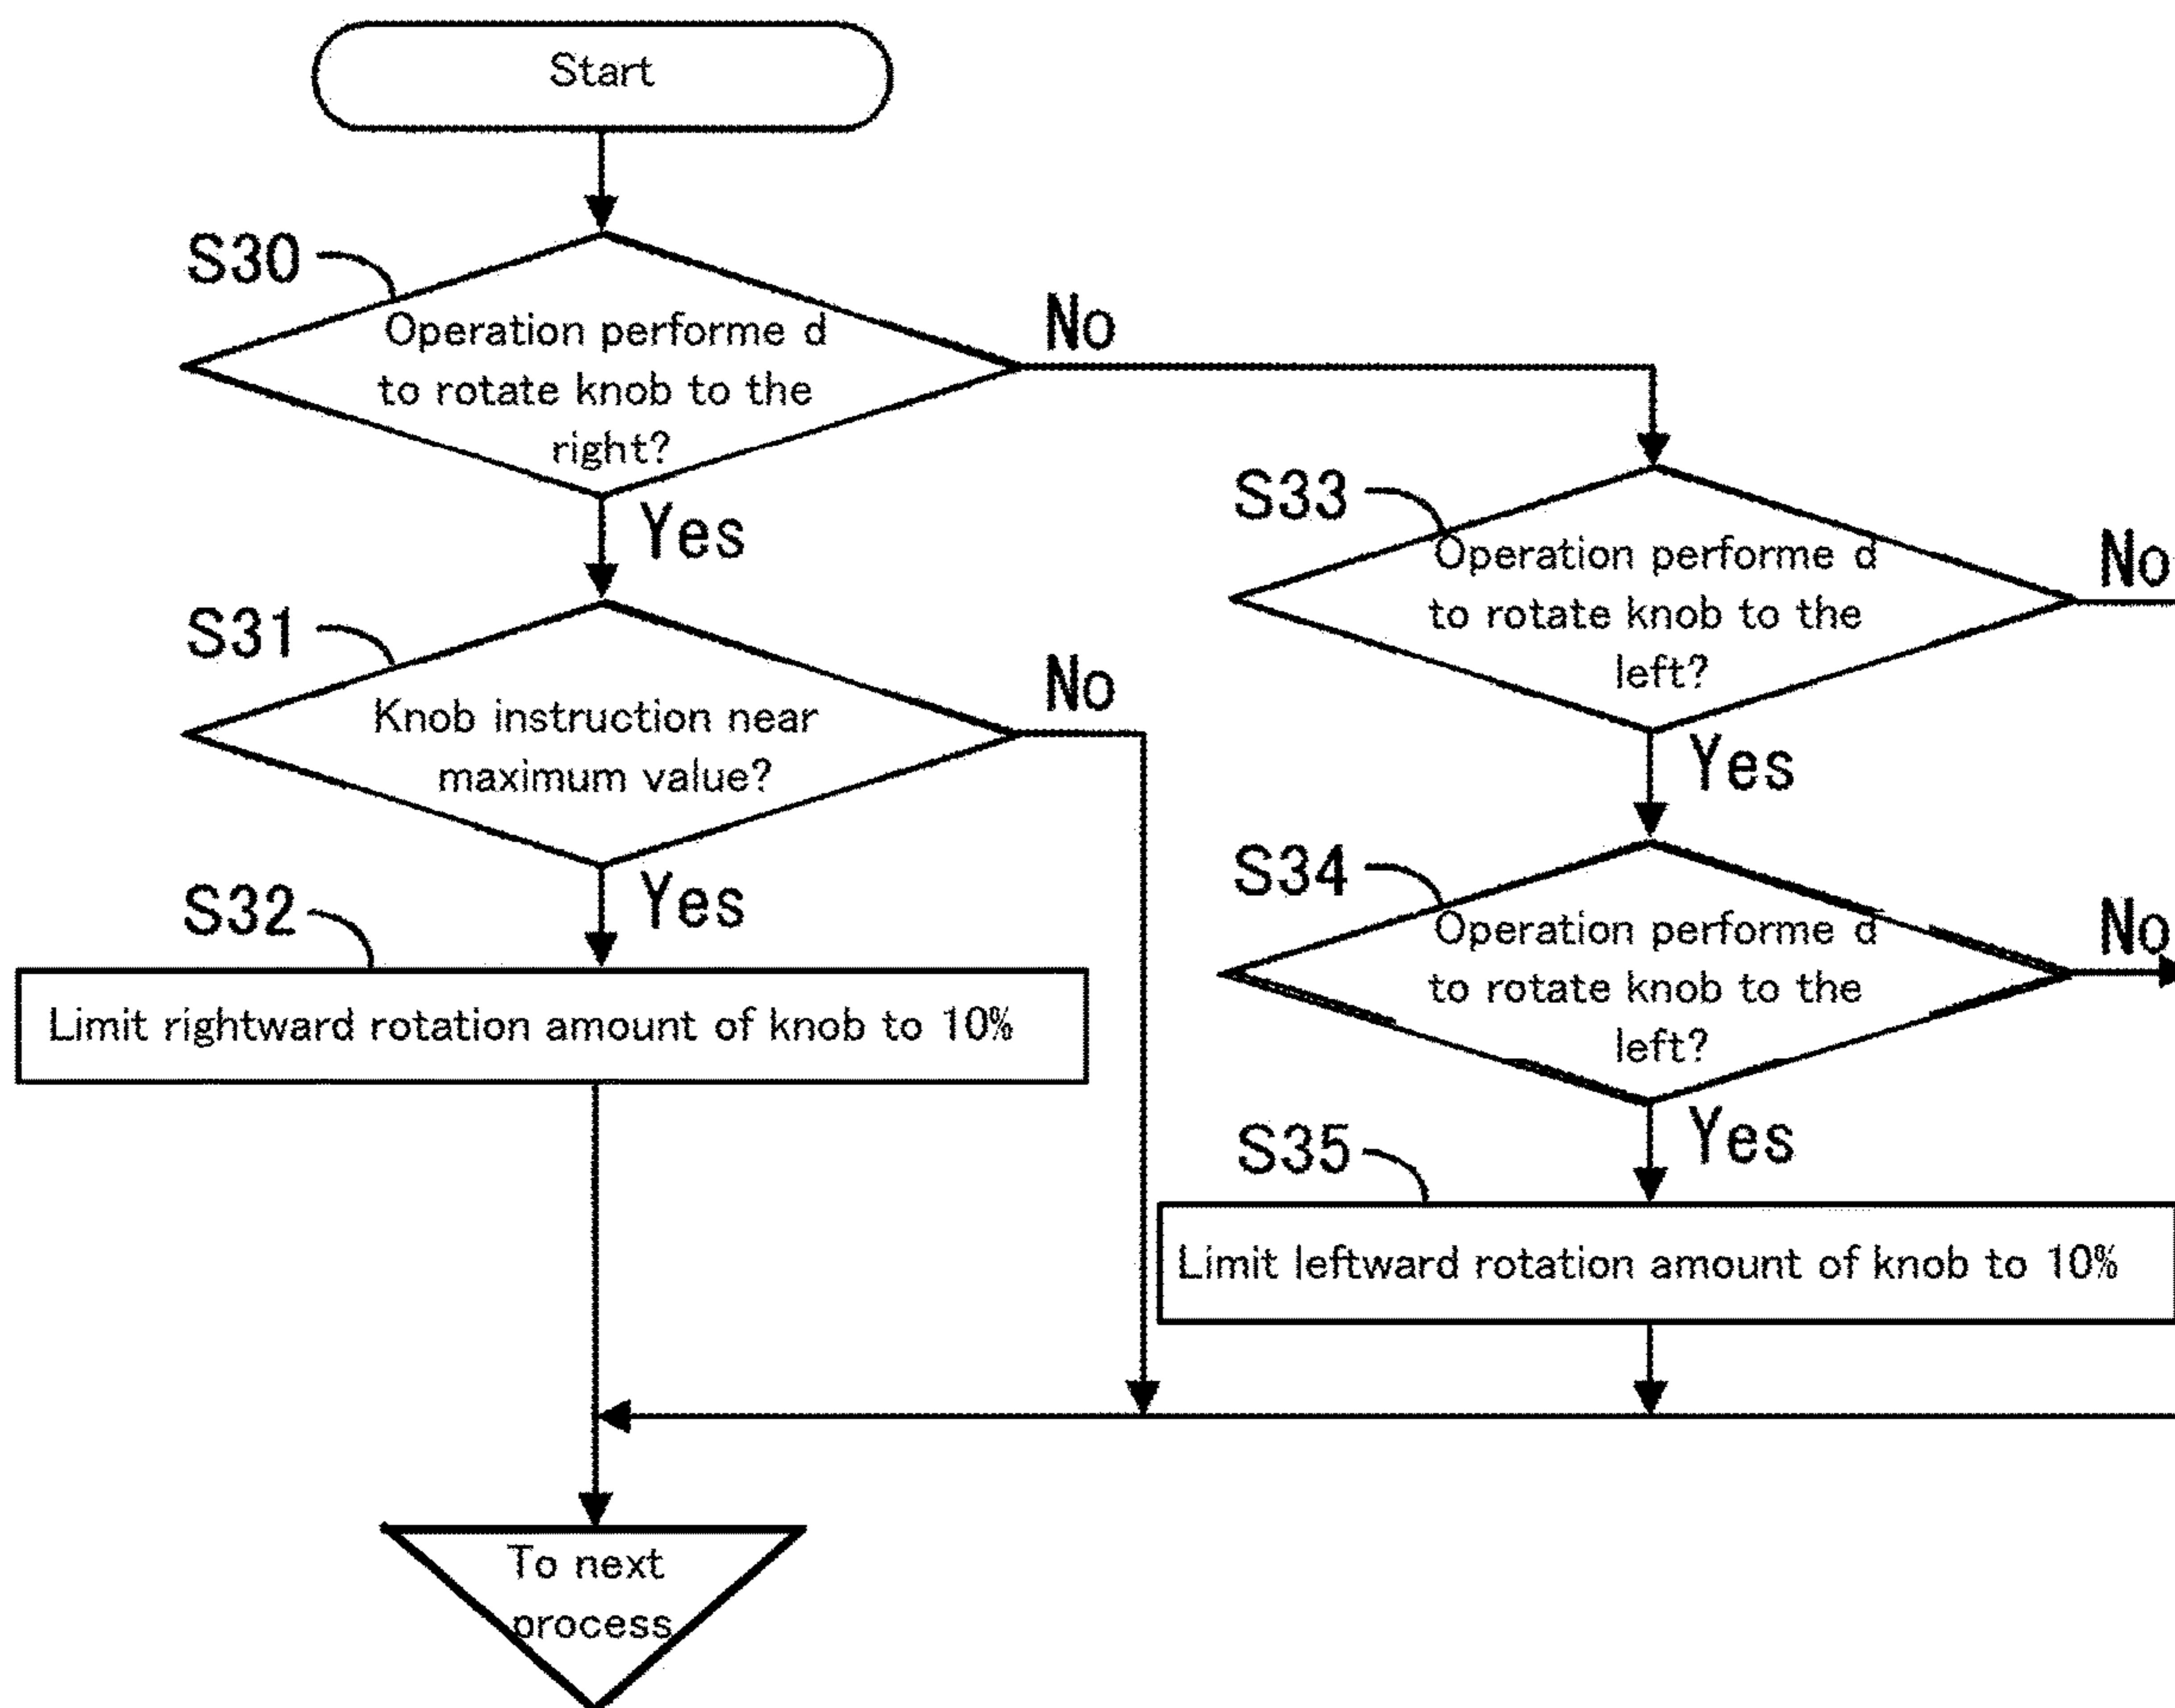 Start
S30
Operation performe d
to rotate knob to the
right?
No
Yes
S31
Knob instruction near
maximum value?
No
Yes
S32
Limit rightward rotation amount of knob to 10%
S33
Operation performe d
to rotate knob to the
left?
No
Yes
S34
Operation performe d
to rotate knob to the
left?
No
Yes
S35
Limit leftward rotation amount of knob to 10%
To next
process